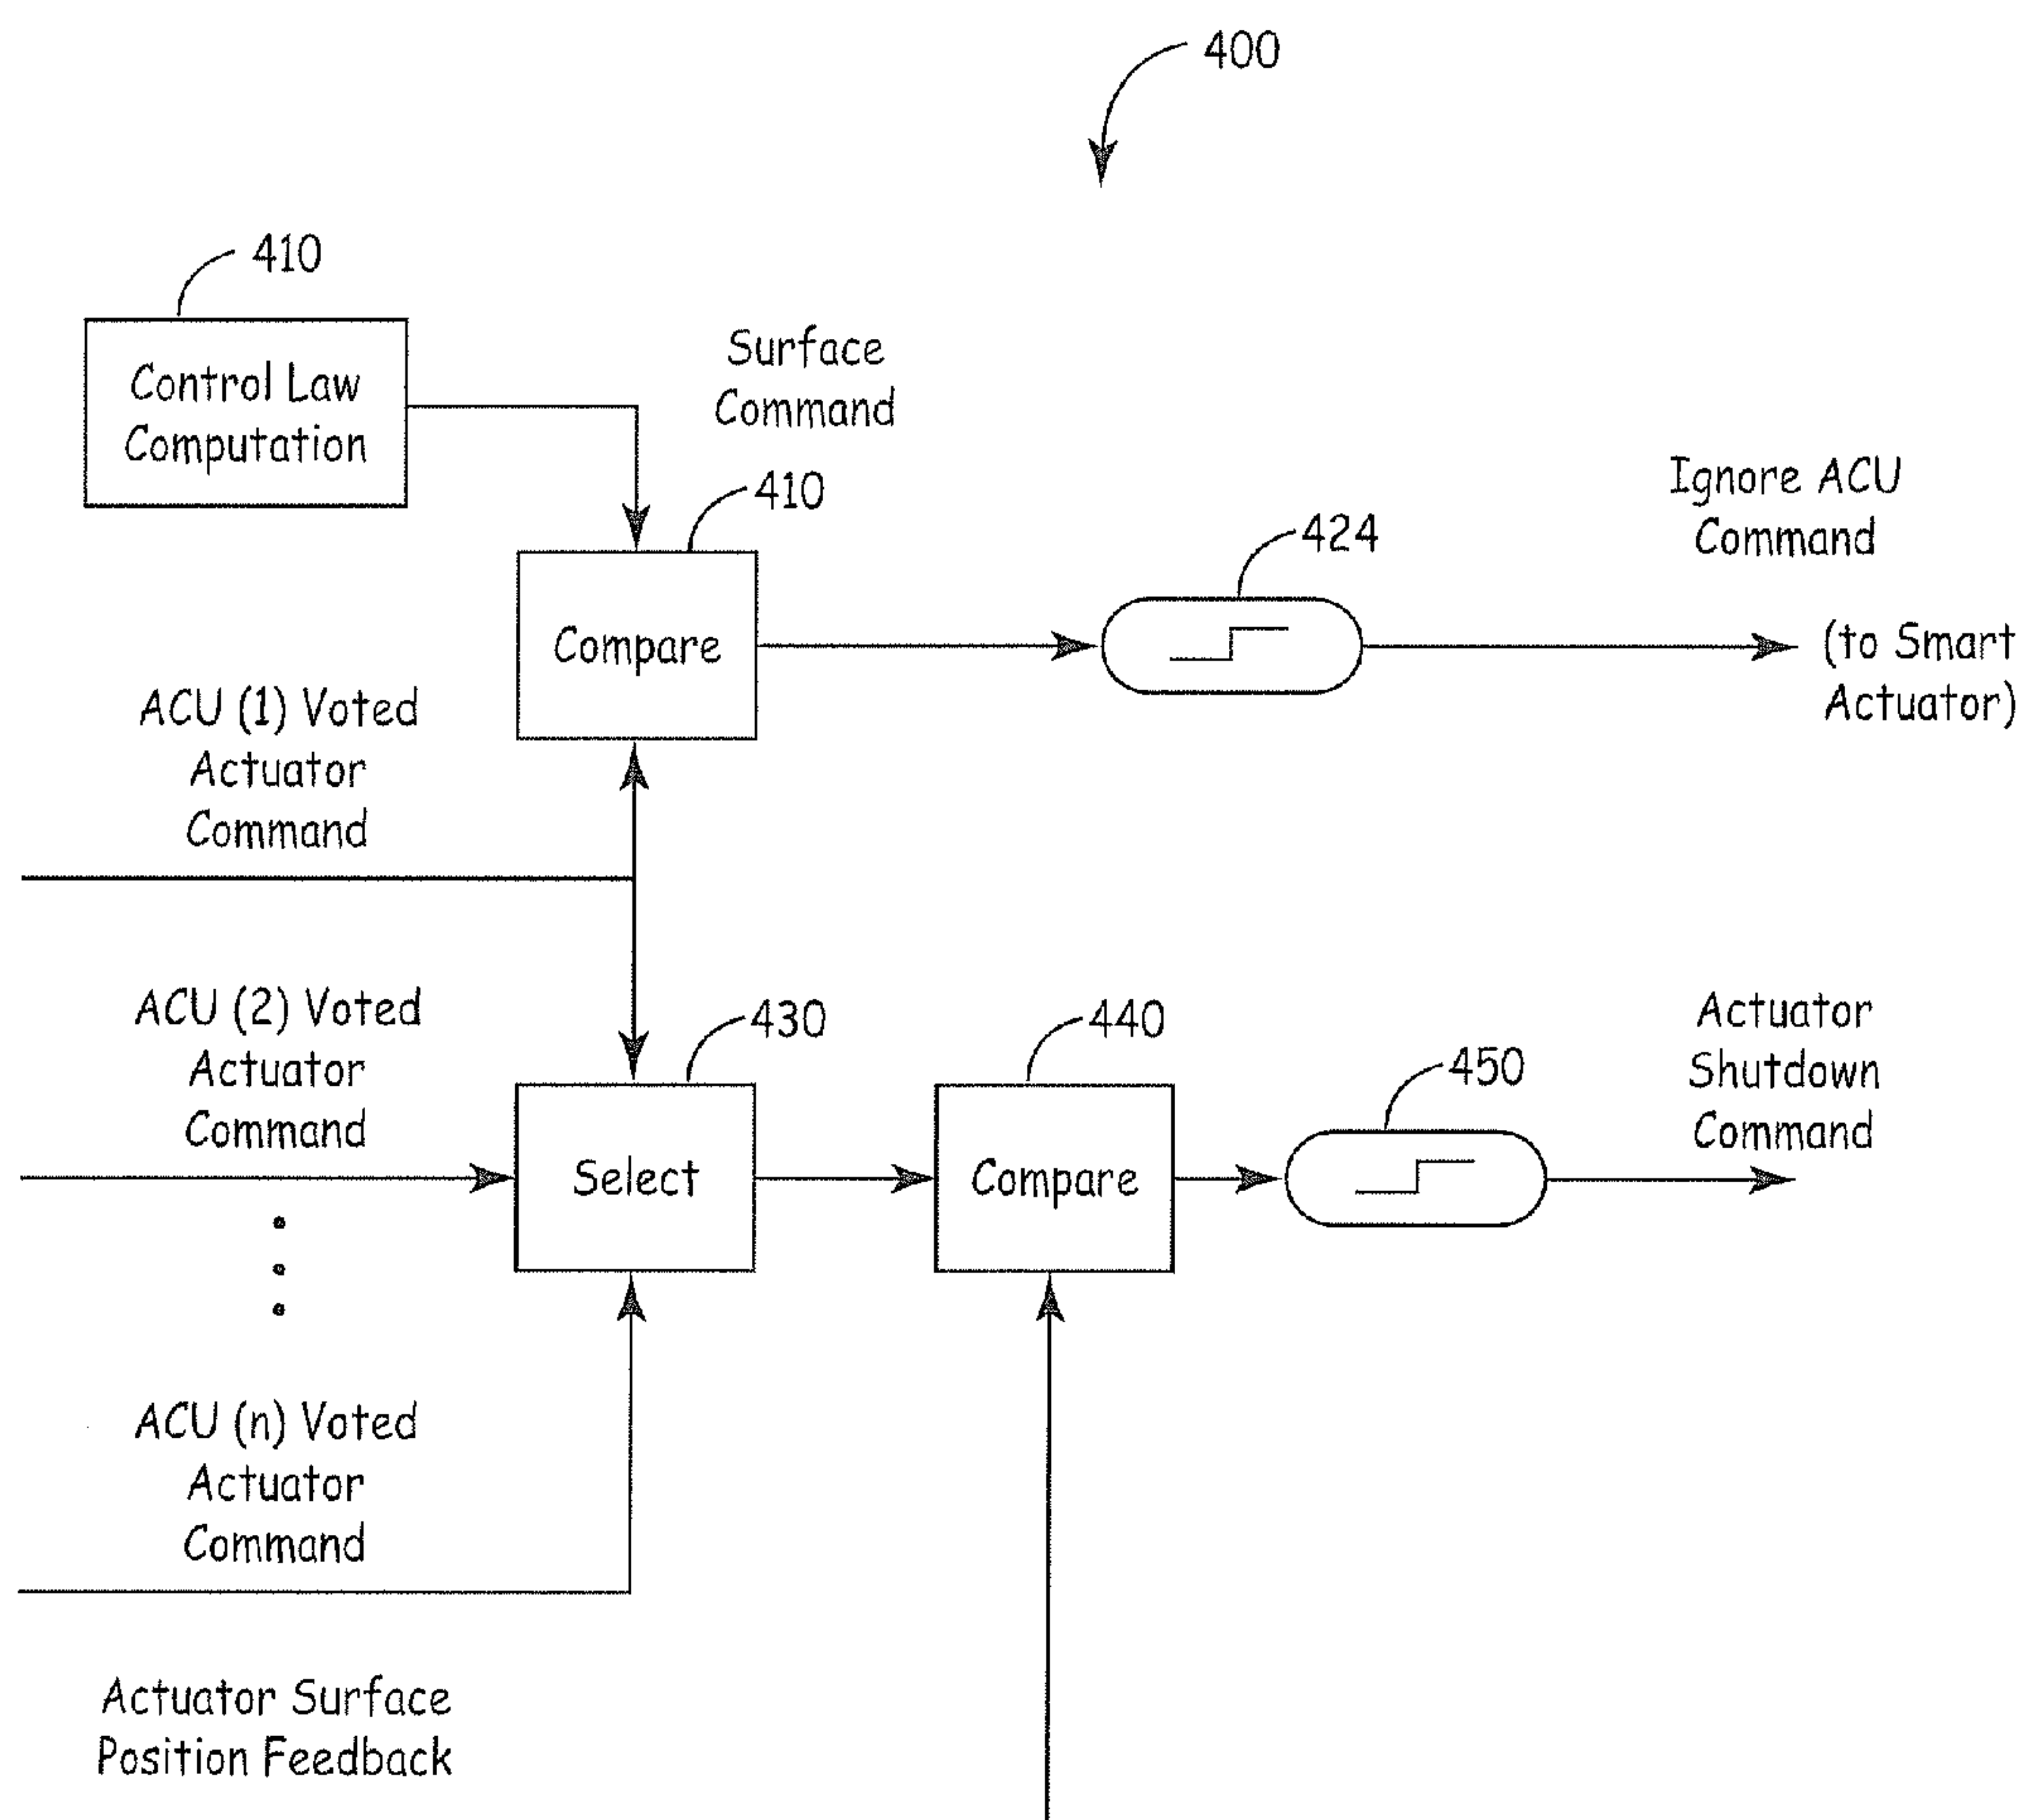 400
410
Control Law
Computation
Surface
Command
410
Compare
424
Ignore ACU
Command
(to Smart
Actuator)
ACU (1) Voted
Actuator
Command
ACU (2) Voted
Actuator
Command
430
Select
440
Compare
450
Actuator
Shutdown
Command
ACU (n) Voted
Actuator
Command
Actuator Surface
Position Feedback